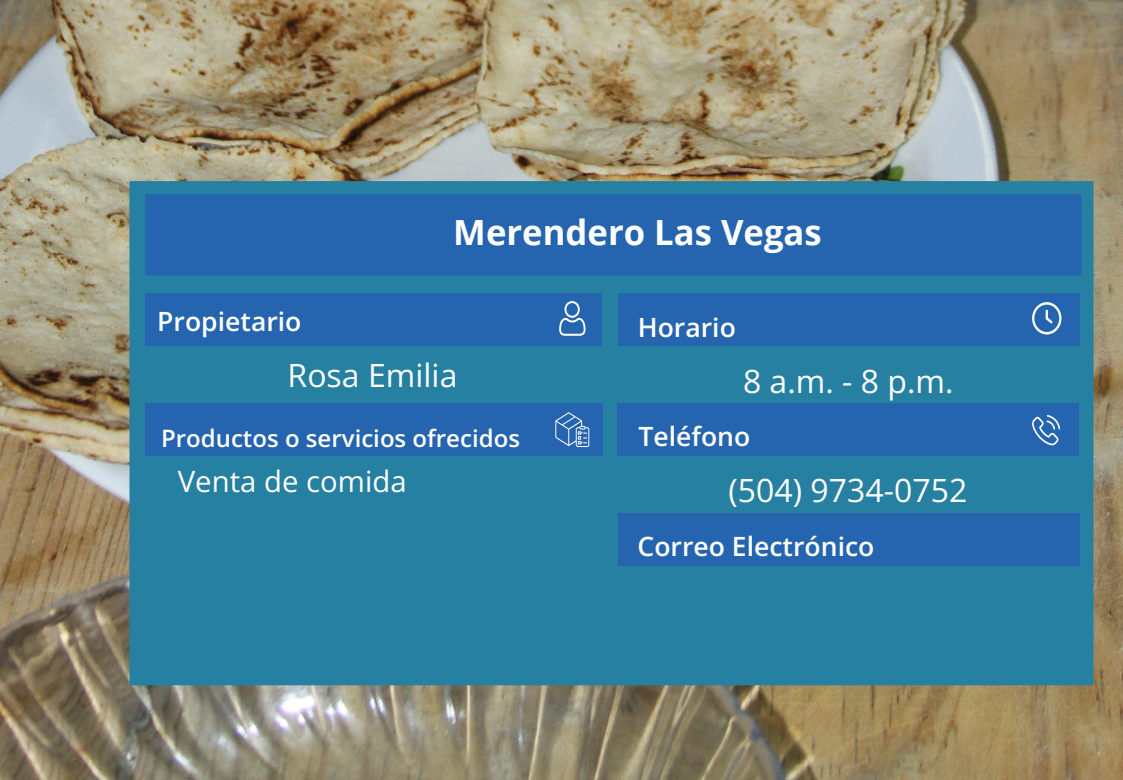 Merendero Las Vegas
Propietario
Rosa Emilia
Productos o servicios ofrecidos
Venta de comida
Horario
8 a.m. - 8 p.m.
Teléfono
(504) 9734-0752
Correo Electrónico